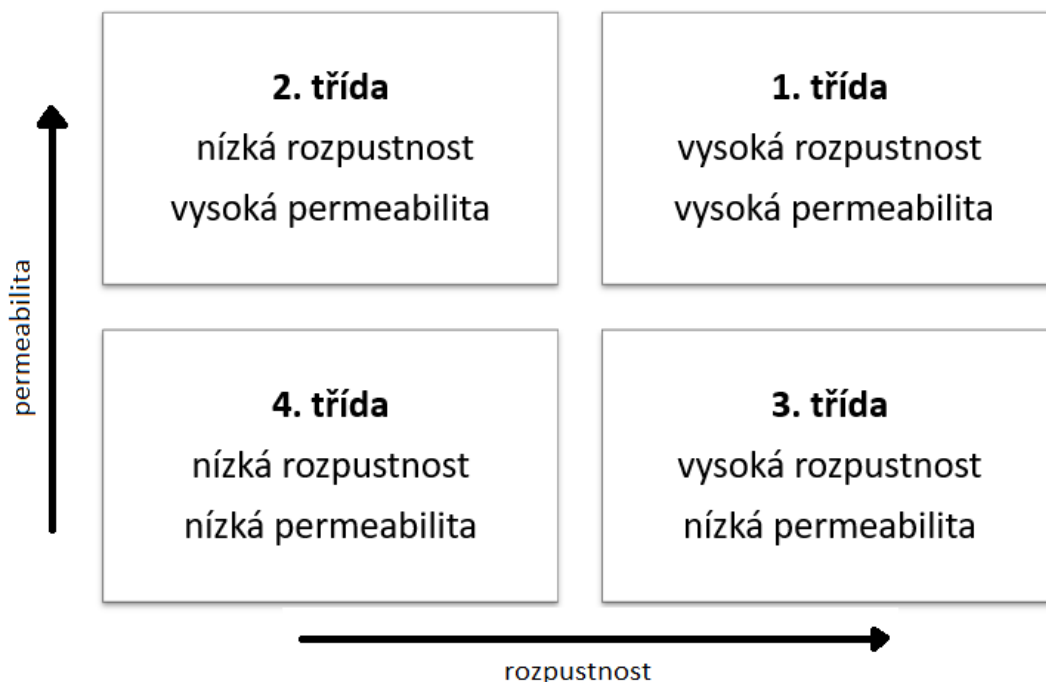 2. třída
nízká rozpustnost
vysoká permeabilita
1. třída
vysoká rozpustnost
vysoká permeabilita
permeabilita
4. třída
nízká rozpustnost
nízká permeabilita
3. třída
vysoká rozpustnost
nízká permeabilita
rozpustnost